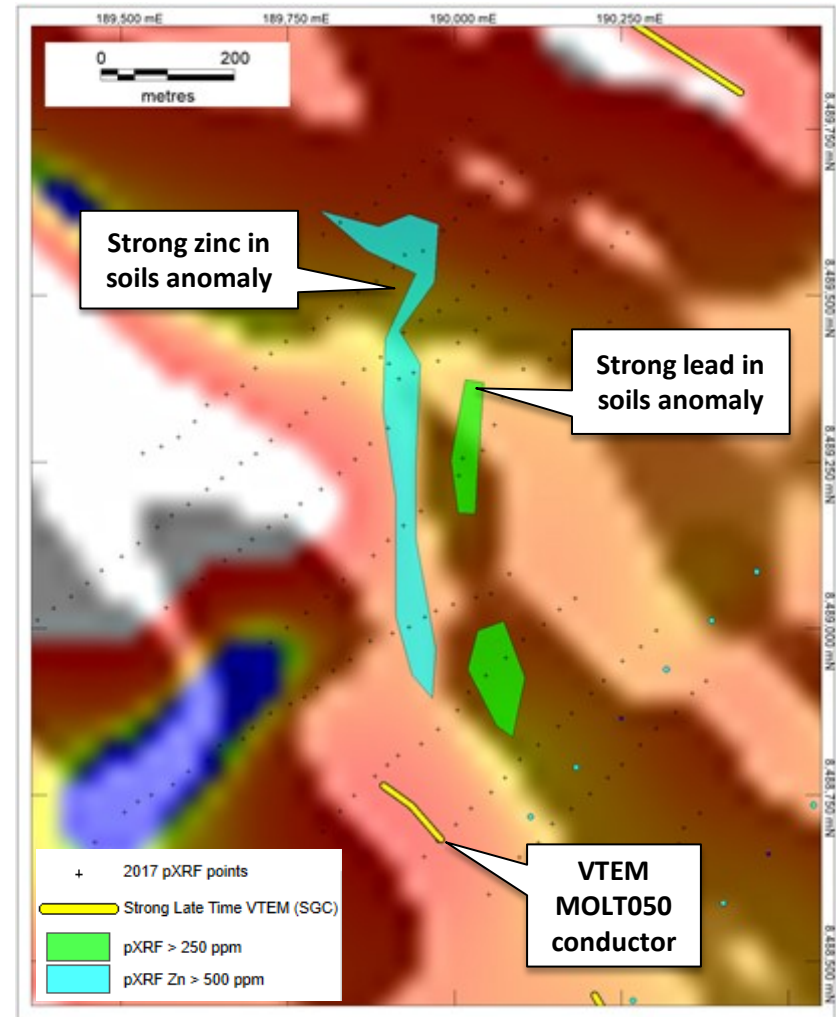 189,500 mE 189,750 mE 190,000 mE 190,250 mE
0 200
metres
8,489,750 mN
Strong zinc in
soils anomaly
8,489,500 mN
Strong lead in
soils anomaly
8,489,250 mN
8,489,000 mN
8,488,750 mN
VTEM
MOLT050
conductor
2017 pXRF points
Strong Late Time VTEM (SGC)
pXRF > 250 ppm
pXRF Zn > 500 ppm
8,488,500 mN